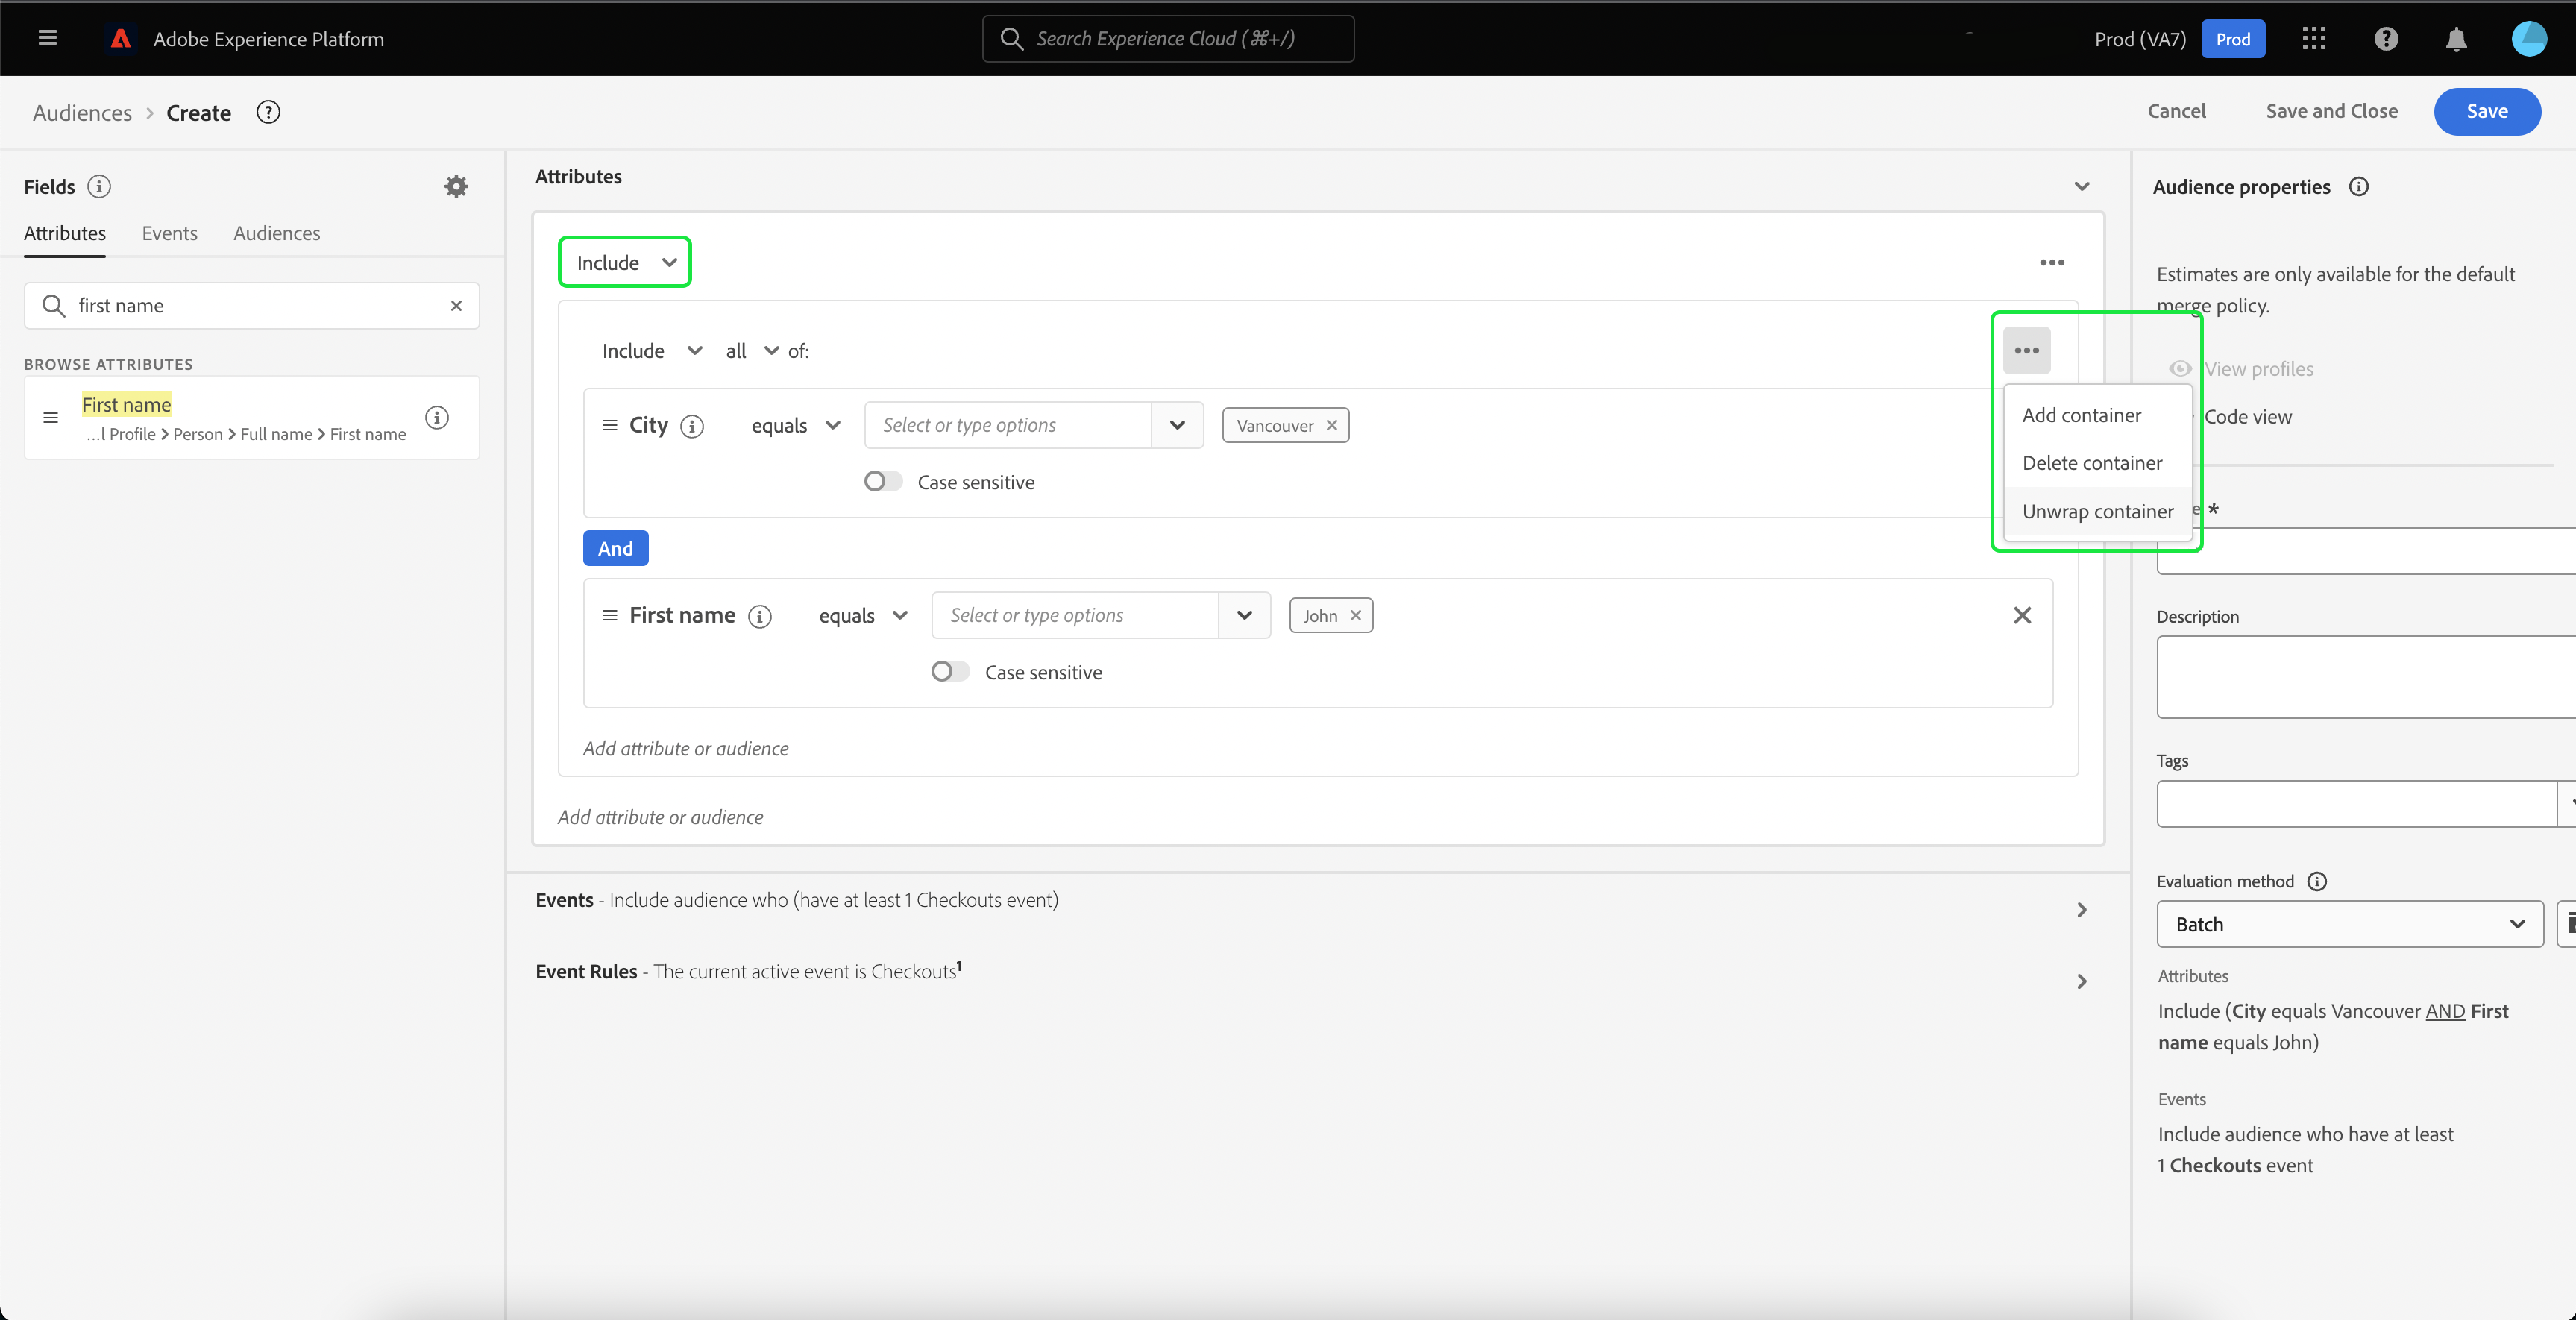 Adobe Experience Platform
Search Experience Cloud (⌘+/)
Prod (VA7)
Prod
Audiences > Create
Cancel
Save and Close
Save
Fields
Attributes
Events
Audiences
first name
BROWSE ATTRIBUTES
First name
...l Profile > Person > Full name > First name
Attributes
Include
Include
all
of:
City
equals
Select or type options
Vancouver
Case sensitive
And
First name
equals
Select or type options
John
Case sensitive
Add attribute or audience
Add attribute or audience
Events - Include audience who (have at least 1 Checkouts event)
Event Rules - The current active event is Checkouts¹
Add container
Delete container
Unwrap container
Audience properties
Estimates are only available for the default
merge policy.
View profiles
Code view
e *
Description
Tags
Evaluation method
Batch
Attributes
Include (City equals Vancouver AND First
name equals John)
Events
Include audience who have at least
1 Checkouts event